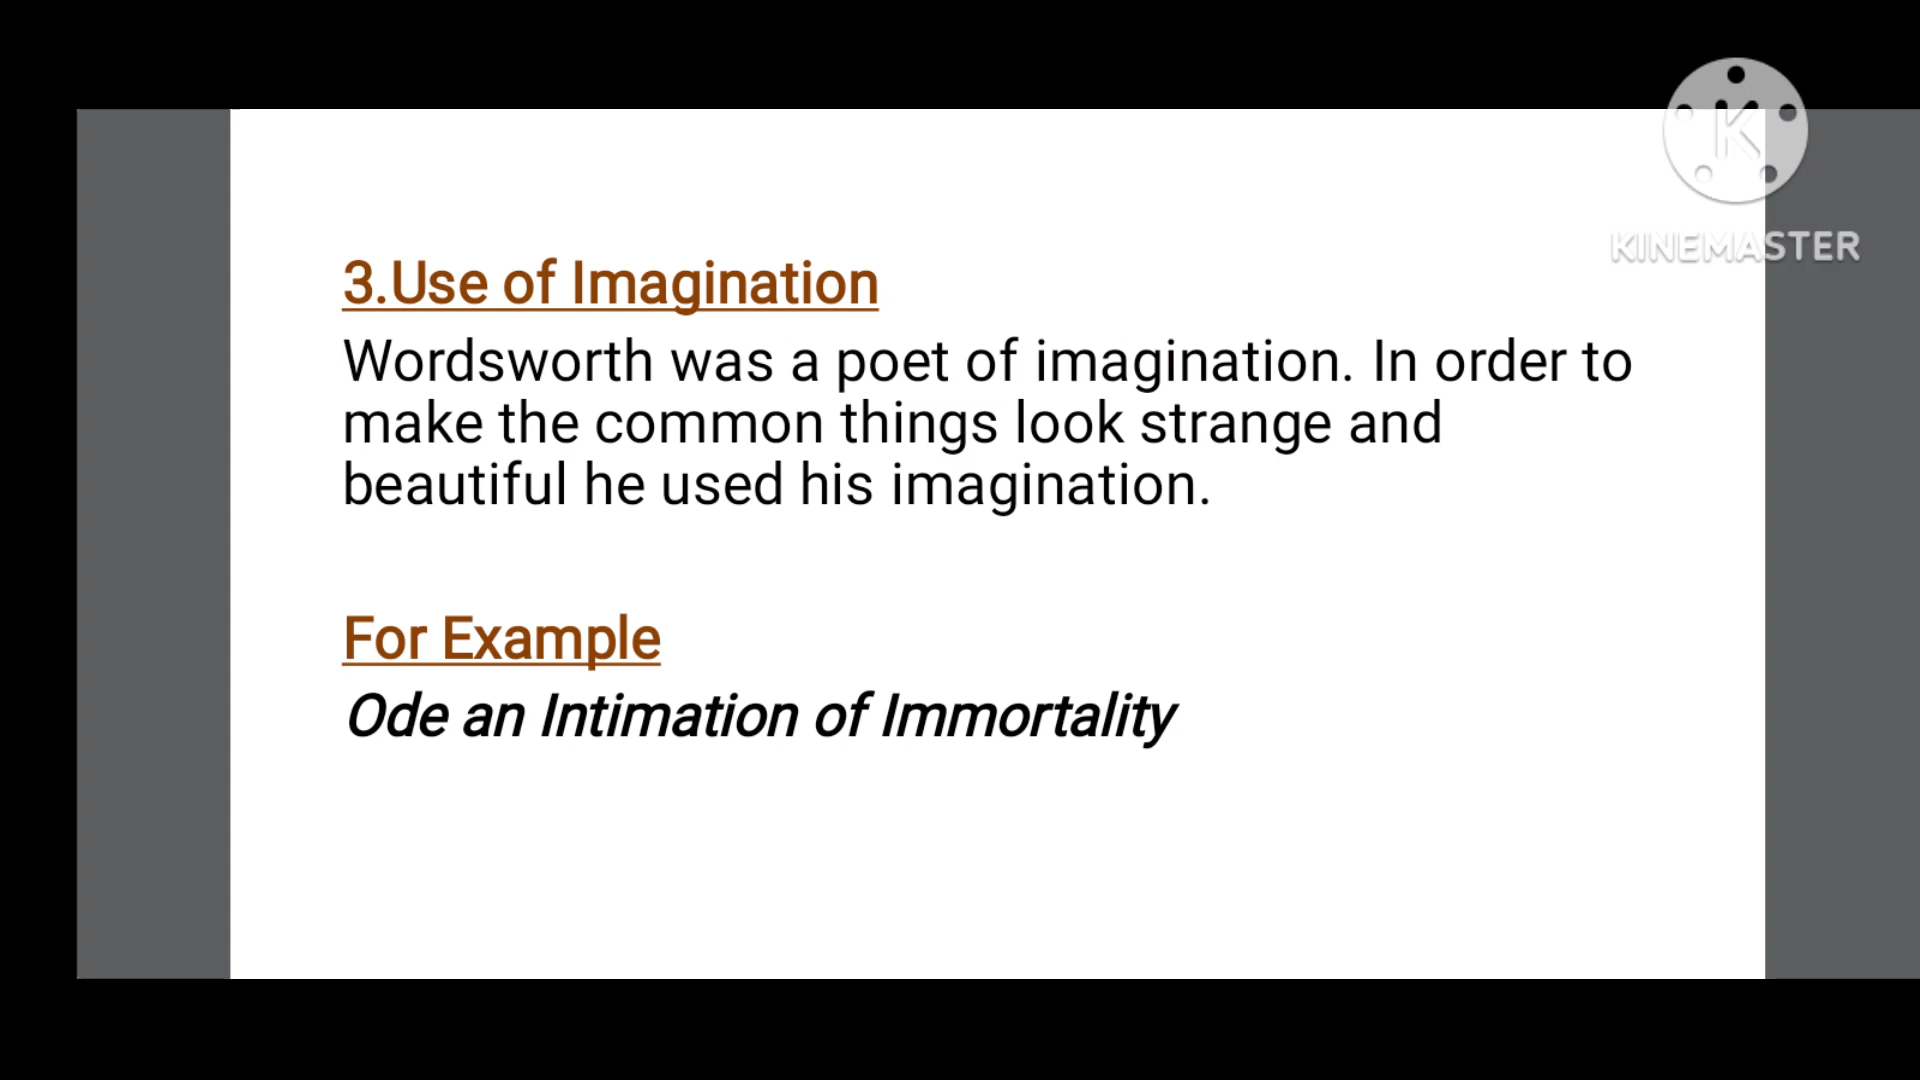 KINEMASTER
3.Use of Imagination
Wordsworth was a poet of imagination. In order to
make the common things look strange and
beautiful he used his imagination.
For Example
Ode an Intimation of Immortality